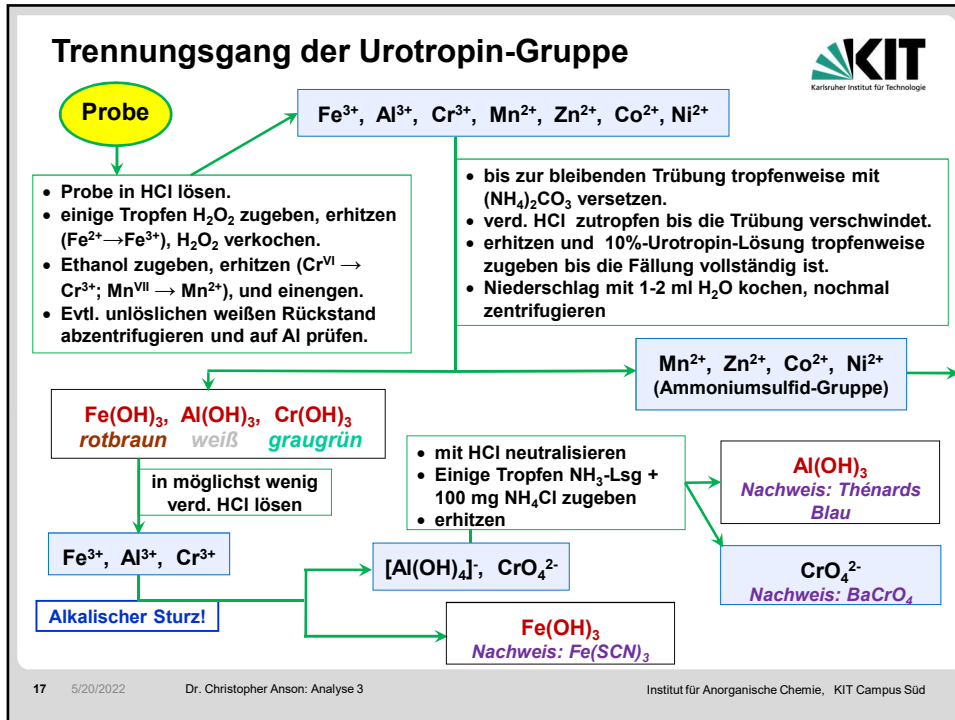 Trennungsgang der Urotropin-Gruppe
KIT
Karlsruher Institut für Technologie
Probe
Fe³⁺, Al³⁺, Cr³⁺, Mn²⁺, Zn²⁺, Co²⁺, Ni²⁺
• Probe in HCl lösen.
• einige Tropfen H₂O₂ zugeben, erhitzen
(Fe²⁺→Fe³⁺), H₂O₂ verkochen.
• Ethanol zugeben, erhitzen (Cr^VI →
Cr³⁺; Mn^VII → Mn²⁺), und einengen.
• Evtl. unlöslichen weißen Rückstand
abzentrifugieren und auf Al prüfen.
• bis zur bleibenden Trübung tropfenweise mit
(NH₄)₂CO₃ versetzen.
• verd. HCl zutropfen bis die Trübung verschwindet.
• erhitzen und 10%-Urotropin-Lösung tropfenweise
zugeben bis die Fällung vollständig ist.
• Niederschlag mit 1-2 ml H₂O kochen, nochmal
zentrifugieren
Mn²⁺, Zn²⁺, Co²⁺, Ni²⁺
(Ammoniumsulfid-Gruppe)
Fe(OH)₃, Al(OH)₃, Cr(OH)₃
rotbraun weiß graugrün
in möglichst wenig
verd. HCl lösen
• mit HCl neutralisieren
• Einige Tropfen NH₃-Lsg +
100 mg NH₄Cl zugeben
• erhitzen
Al(OH)₃
Nachweis: Thénards
Blau
Fe³⁺, Al³⁺, Cr³⁺
[Al(OH)₄]⁻, CrO₄²⁻
CrO₄²⁻
Nachweis: BaCrO₄
Alkalischer Sturz!
Fe(OH)₃
Nachweis: Fe(SCN)₃
17 5/20/2022 Dr. Christopher Anson: Analyse 3 Institut für Anorganische Chemie, KIT Campus Süd